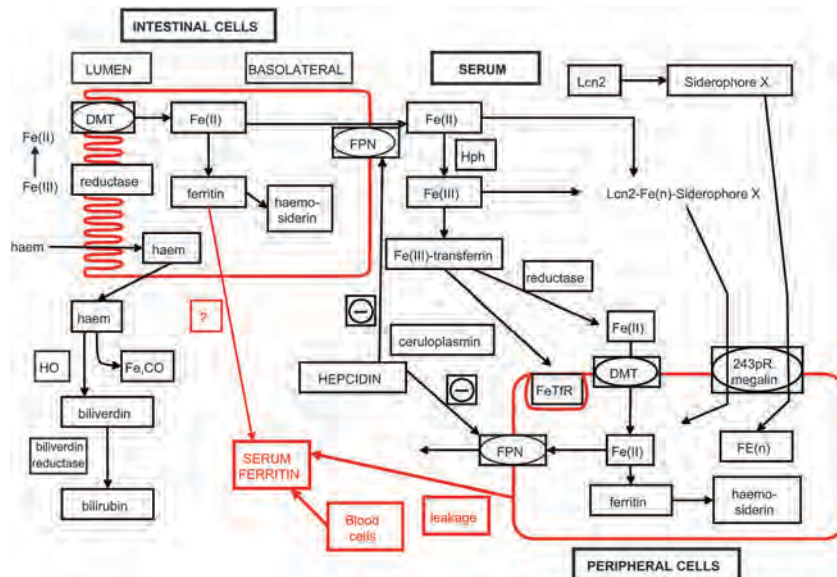 INTESTINAL CELLS
LUMEN
BASOLATERAL
SERUM
Lcn2
Siderophore X
DMT
Fe(II)
FPN
Fe(II)
Fe(II)
Hph
Fe(III)
reductase
ferritin
haemo-
siderin
Fe(III)
Lcn2-Fe(n)-Siderophore X
haem
haem
Fe(III)-transferrin
reductase
haem
?
−
ceruloplasmin
Fe(II)
HO
Fe,CO
HEPCIDIN
−
FeTfR
DMT
243pR.
megalin
biliverdin
biliverdin
reductase
SERUM
FERRITIN
FPN
Fe(II)
FE(n)
bilirubin
Blood
cells
leakage
ferritin
haemo-
siderin
PERIPHERAL CELLS